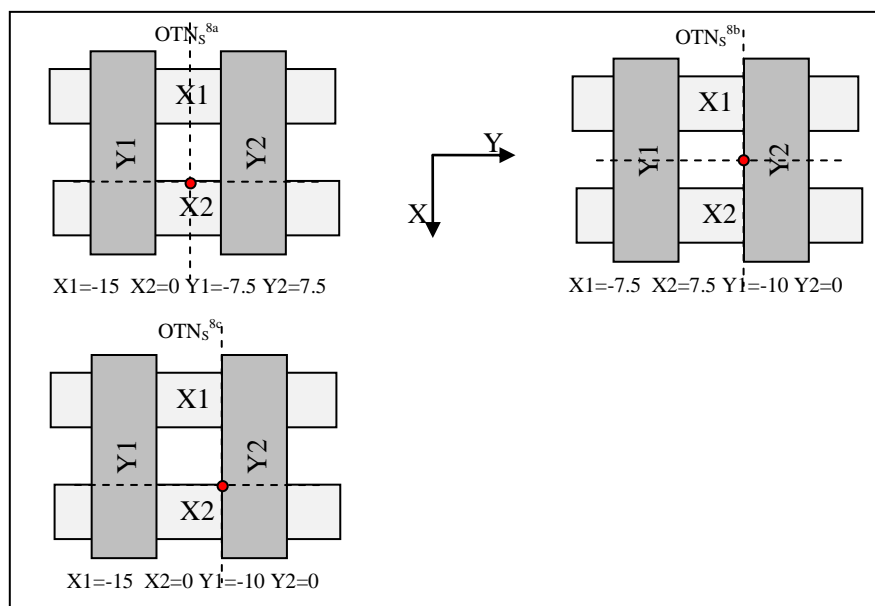 OTNS8a
X1
Y1
Y2
X2
X1=-15 X2=0 Y1=-7.5 Y2=7.5
Y
X
OTNS8b
X1
Y1
Y2
X2
X1=-7.5 X2=7.5 Y1=-10 Y2=0
OTNS8c
X1
Y1
Y2
X2
X1=-15 X2=0 Y1=-10 Y2=0